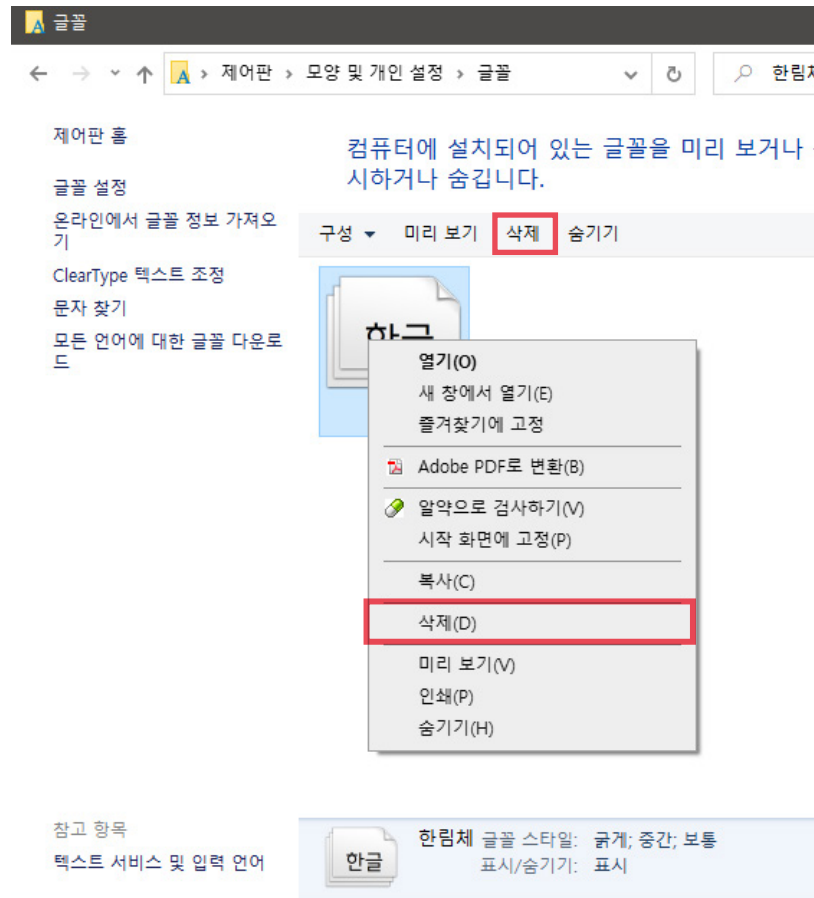 글꼴
제어판 > 모양 및 개인 설정 > 글꼴
제어판 홈
글꼴 설정
온라인에서 글꼴 정보 가져오
기
ClearType 텍스트 조정
문자 찾기
모든 언어에 대한 글꼴 다운로
드
컴퓨터에 설치되어 있는 글꼴을 미리 보거나
시하거나 숨깁니다.
구성 미리 보기 삭제 숨기기
열기(O)
새 창에서 열기(E)
즐겨찾기에 고정
Adobe PDF로 변환(B)
알약으로 검사하기(V)
시작 화면에 고정(P)
복사(C)
삭제(D)
미리 보기(V)
인쇄(P)
숨기기(H)
참고 항목
텍스트 서비스 및 입력 언어
한글
한림체 글꼴 스타일: 굵게; 중간; 보통
표시/숨기기: 표시